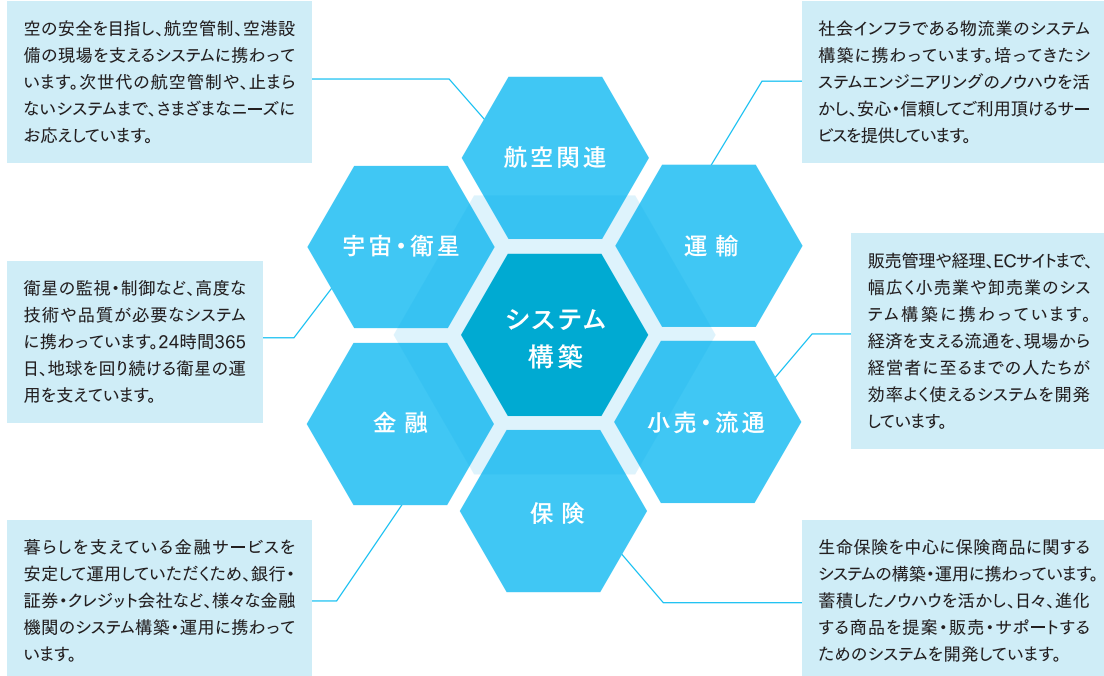 空の安全を目指し、航空管制、空港設
備の現場を支えるシステムに携わって
います。次世代の航空管制や、止まら
ないシステムまで、さまざまなニーズに
お応えしています。
社会インフラである物流業のシステム
構築に携わっています。培ってきたシ
ステムエンジニアリングのノウハウを活
かし、安心・信頼してご利用頂けるサー
ビスを提供しています。
航空関連
宇宙・衛星
運輸
衛星の監視・制御など、高度な
技術や品質が必要なシステム
に携わっています。24時間365
日、地球を回り続ける衛星の運
用を支えています。
システム
構築
販売管理や経理、ECサイトまで、
幅広く小売業や卸売業のシス
テム構築に携わっています。
経済を支える流通を、現場から
経営者に至るまでの人たちが
効率よく使えるシステムを開発
しています。
金融
小売・流通
保険
暮らしを支えている金融サービスを
安定して運用していただくため、銀行・
証券・クレジット会社など、様々な金融
機関のシステム構築・運用に携わって
います。
生命保険を中心に保険商品に関する
システムの構築・運用に携わっています。
蓄積したノウハウを活かし、日々、進化
する商品を提案・販売・サポートする
ためのシステムを開発しています。